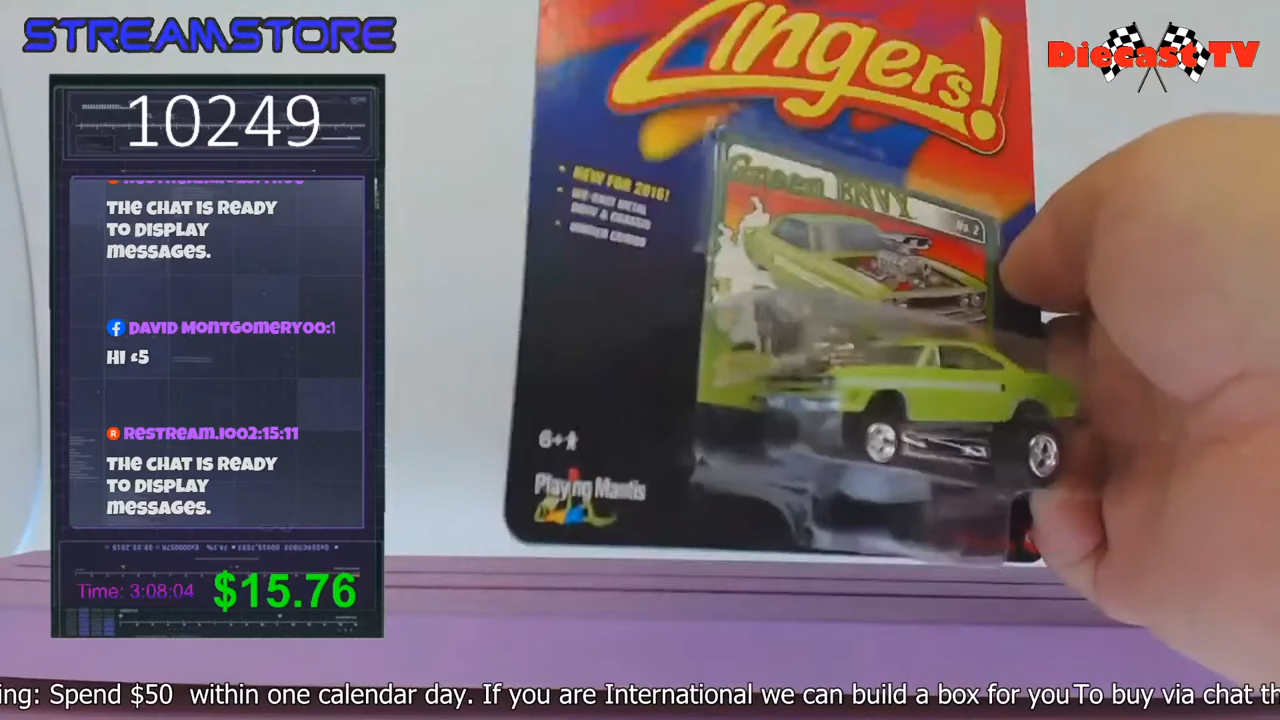 STREAMSTORE
Diecast TV
10249
THE CHAT IS READY
TO DISPLAY
messages.
DAVID MONTGOMERY00:1
HI €5
RESTREAM.IO02:15:11
THE CHAT IS READY
TO DISPLAY
messages.
Time: 3:08:04
$15.76
Zingers!
• NEW FOR 2016!
Green ENVY
No. 2
6+
Playing Mantis
ing: Spend $50 within one calendar day. If you are International we can build a box for youTo buy via chat th